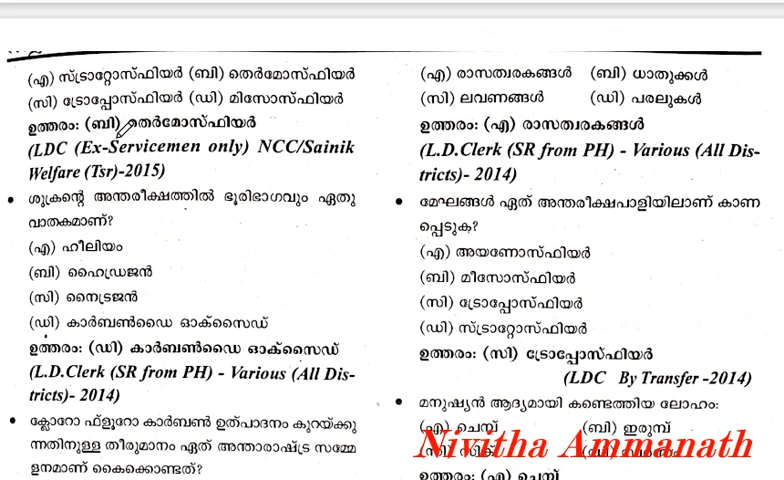 (എ) സ്ട്രാറ്റോസ്ഫിയർ (ബി) തെർമോസ്ഫിയർ
(സി) ട്രോപ്പോസ്ഫിയർ (ഡി) മിസോസ്ഫിയർ
ഉത്തരം: (ബി) തെർമോസ്ഫിയർ
(LDC (Ex-Servicemen only) NCC/Sainik
Welfare (Tsr)-2015)
• ശുക്രന്റെ അന്തരീക്ഷത്തിൽ ഭൂരിഭാഗവും ഏതു
വാതകമാണ്?
(എ) ഹീലിയം
(ബി) ഹൈഡ്രജൻ
(സി) നൈട്രജൻ
(ഡി) കാർബൺഡൈ ഓക്സൈഡ്
ഉത്തരം: (ഡി) കാർബൺഡൈ ഓക്സൈഡ്
(L.D.Clerk (SR from PH) - Various (All Dis-
tricts)- 2014)
• ക്ലോറോ ഫ്ളൂറോ കാർബൺ ഉത്പാദനം കുറയ്ക്കു
ന്നതിനുള്ള തീരുമാനം ഏത് അന്താരാഷ്ട്ര സമ്മേ
ളനമാണ് കൈക്കൊണ്ടത്?
(എ) രാസത്വരകങ്ങൾ (ബി) ധാതുക്കൾ
(സി) ലവണങ്ങൾ (ഡി) പരലുകൾ
ഉത്തരം: (എ) രാസത്വരകങ്ങൾ
(L.D.Clerk (SR from PH) - Various (All Dis-
tricts)- 2014)
• മേഘങ്ങൾ ഏത് അന്തരീക്ഷപാളിയിലാണ് കാണ
പ്പെടുക?
(എ) അയണോസ്ഫിയർ
(ബി) മീസോസ്ഫിയർ
(സി) ട്രോപ്പോസ്ഫിയർ
(ഡി) സ്ട്രാറ്റോസ്ഫിയർ
ഉത്തരം: (സി) ട്രോപ്പോസ്ഫിയർ
(LDC By Transfer -2014)
• മനുഷ്യൻ ആദ്യമായി കണ്ടെത്തിയ ലോഹം:
(എ) ചെമ്പ് (ബി) ഇരുമ്പ്
Nivitha Ammanath
ഉത്തരം: (എ) ചെമ്പ്